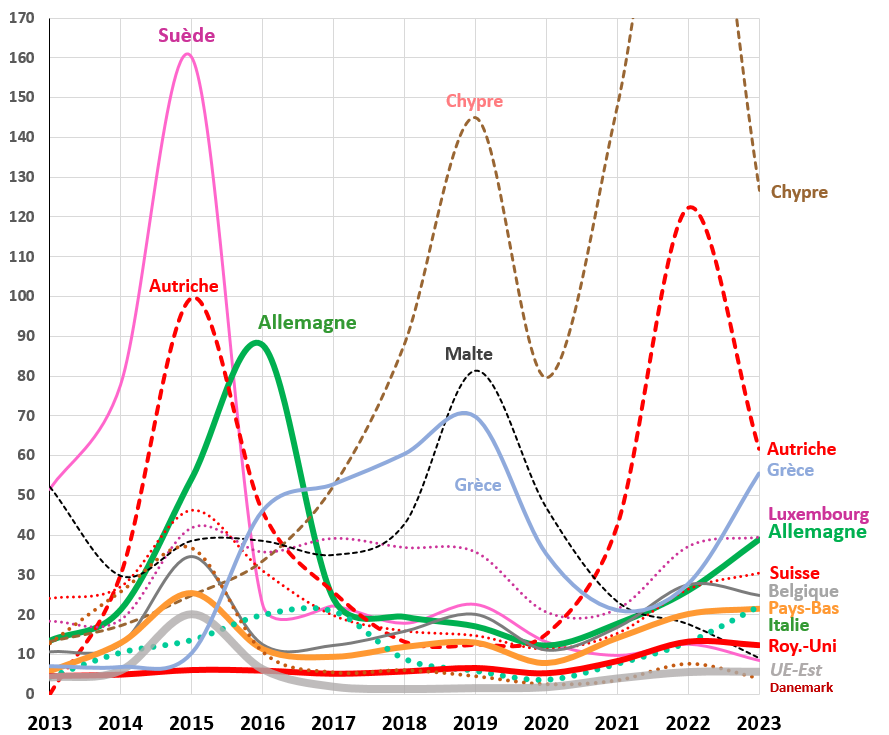 170
Suède
160
150
Chypre
140
130
Chypre
120
110
Autriche
100
Allemagne
90
Malte
80
70
Autriche
60
Grèce
Grèce
50
Luxembourg
40
Allemagne
30
Suisse
Belgique
Pays-Bas
20
Italie
Roy.-Uni
10
UE-Est
Danemark
0
2013 2014 2015 2016 2017 2018 2019 2020 2021 2022 2023